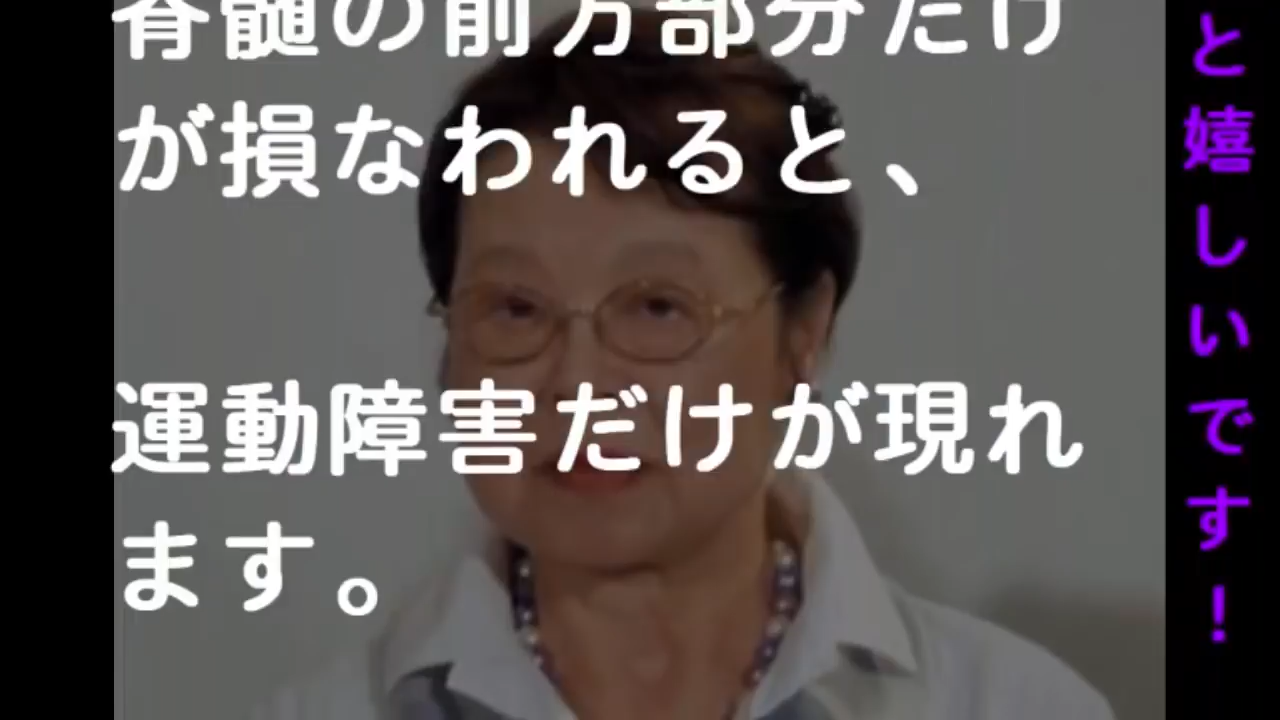 脊髄の前方部分だけ
が損なわれると、
運動障害だけが現れ
ます。
と嬉しいです！